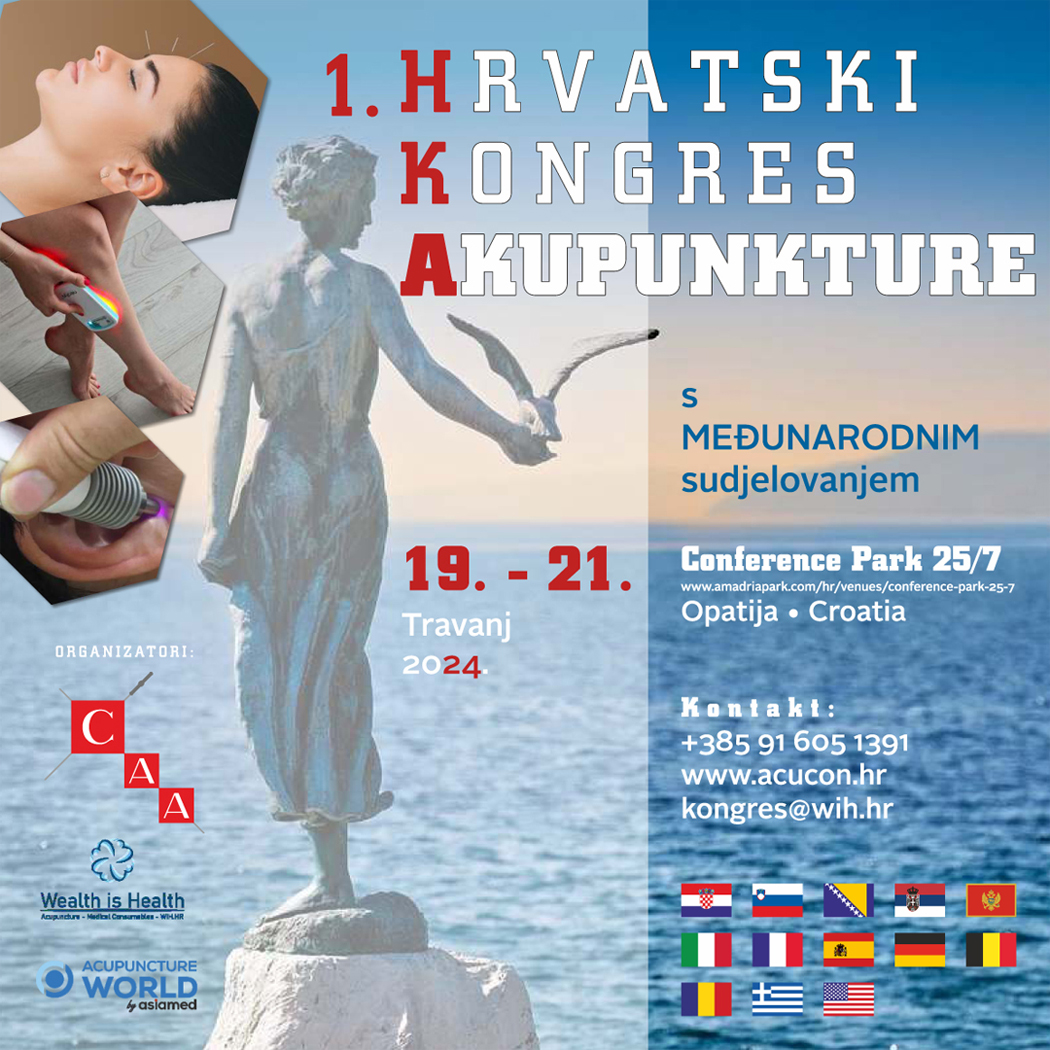 1. HRVATSKI
KONGRES
AKUPUNKTURE
s
MEĐUNARODNIM
sudjelovanjem
19. - 21.
Travanj
2024.
Conference Park 25/7
www.amadriapark.com/hr/venues/conference-park-25-7
Opatija • Croatia
Kontakt:
+385 91 605 1391
www.acucon.hr
kongres@wih.hr
ORGANIZATORI:
C
A
A
Wealth is Health
Acupuncture - Medical Consumables - WIH.HR
ACUPUNCTURE
WORLD
by asiamed